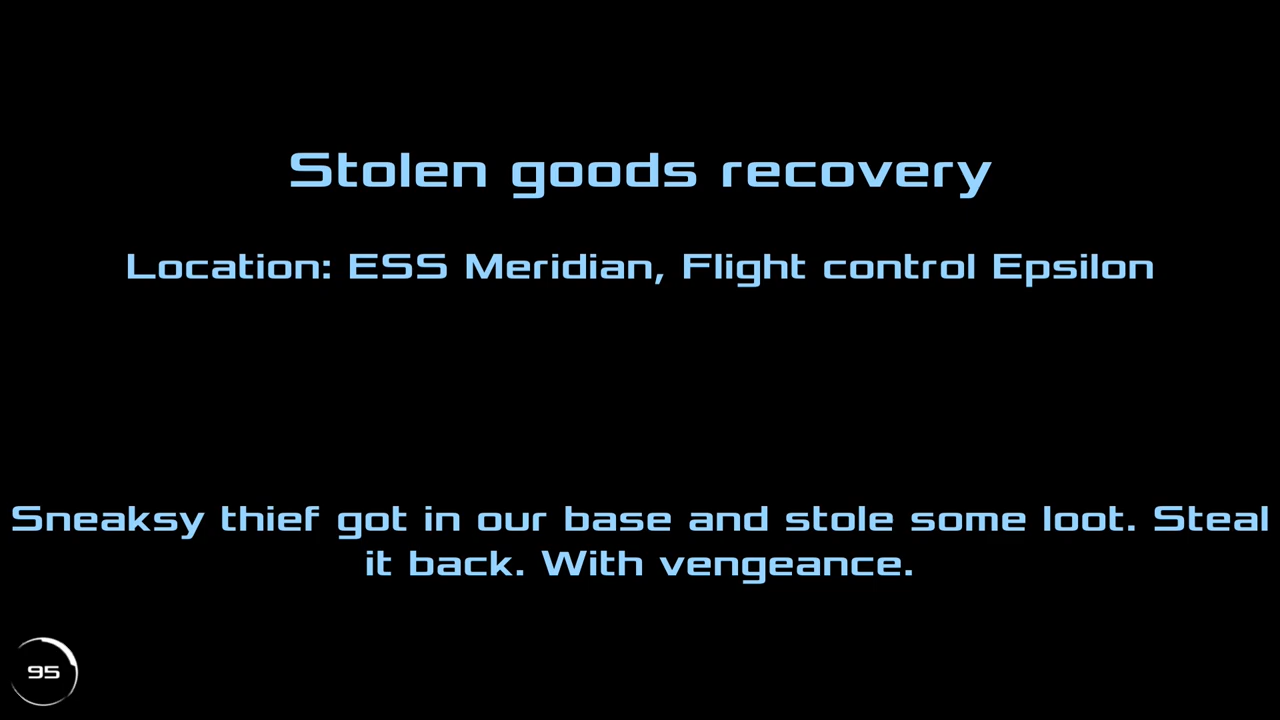 Stolen goods recovery
Location: ESS Meridian, Flight control Epsilon
Sneaksy thief got in our base and stole some loot. Steal
it back. With vengeance.
95